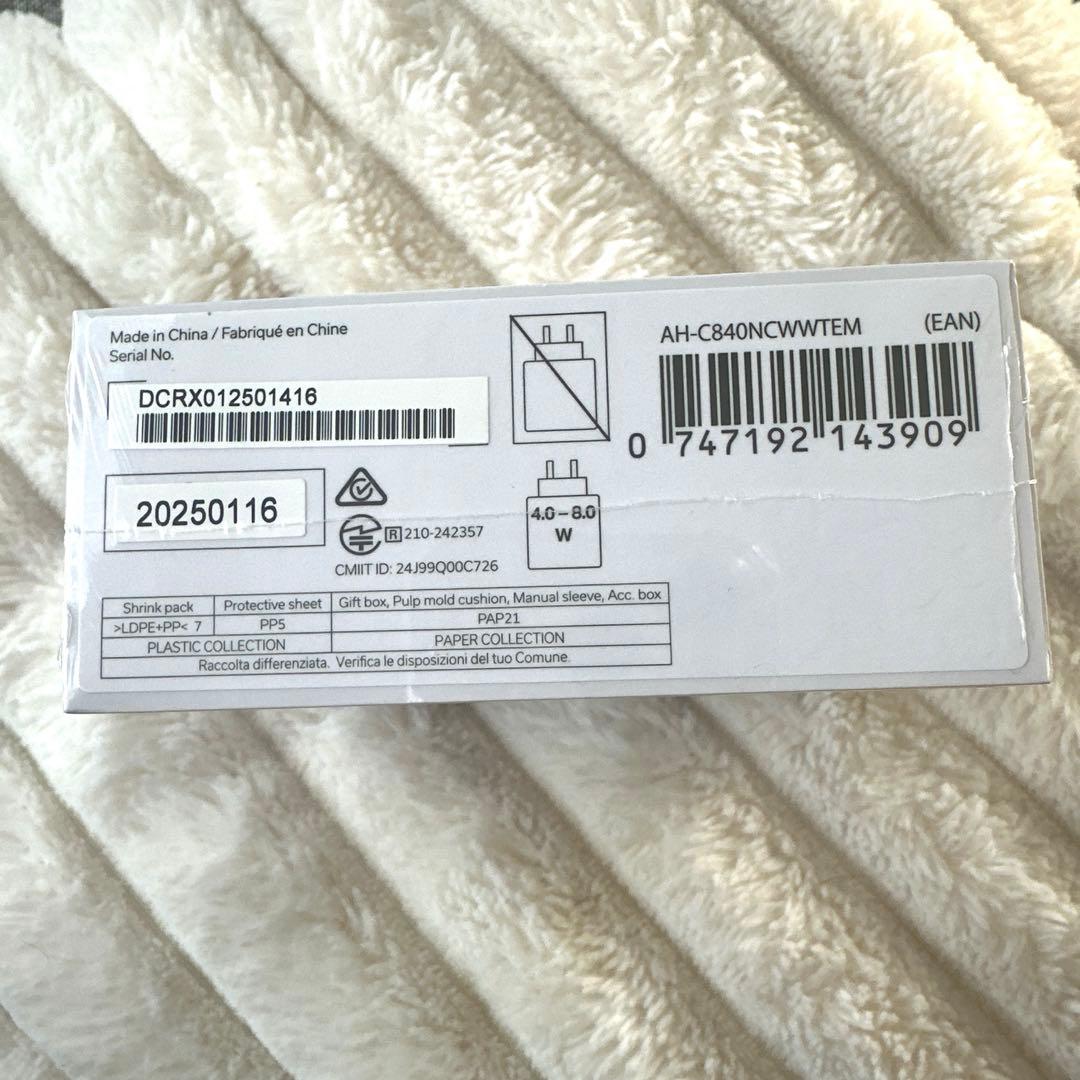 Made in China / Fabriqué en Chine
Serial No.
DCRX012501416
20250116
R 210-242357
CMIIT ID: 24J99Q00C726
4.0 – 8.0
W
AH-C840NCWWTEM (EAN)
0 747192 143909
Shrink pack Protective sheet Gift box, Pulp mold cushion, Manual sleeve, Acc. box
>LDPE+PP< 7 PP5 PAP21
PLASTIC COLLECTION PAPER COLLECTION
Raccolta differenziata. Verifica le disposizioni del tuo Comune.